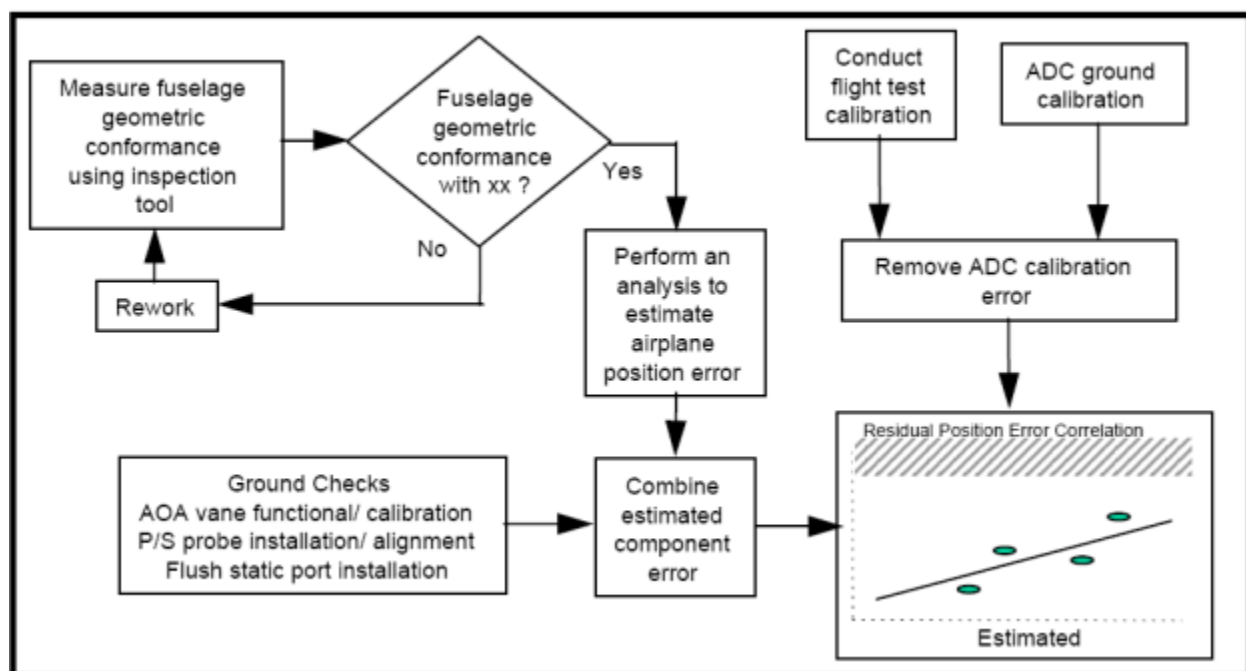 Measure fuselage
geometric
conformance
using inspection
tool
Fuselage
geometric
conformance
with xx ?
Yes
No
Rework
Perform an
analysis to
estimate
airplane
position error
Ground Checks
AOA vane functional/ calibration
P/S probe installation/ alignment
Flush static port installation
Combine
estimated
component
error
Conduct
flight test
calibration
ADC ground
calibration
Remove ADC calibration
error
Residual Position Error Correlation
Estimated